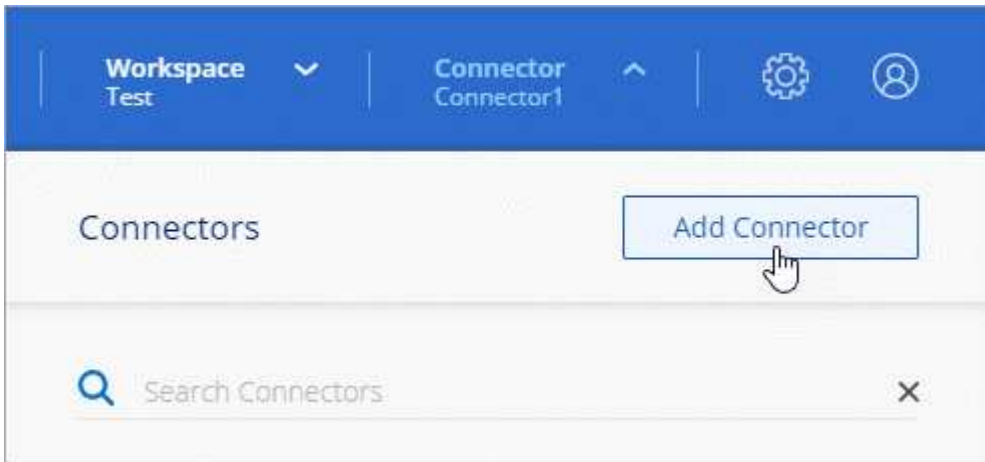 Workspace
Test
Connector
Connector1
Connectors
Add Connector
Search Connectors